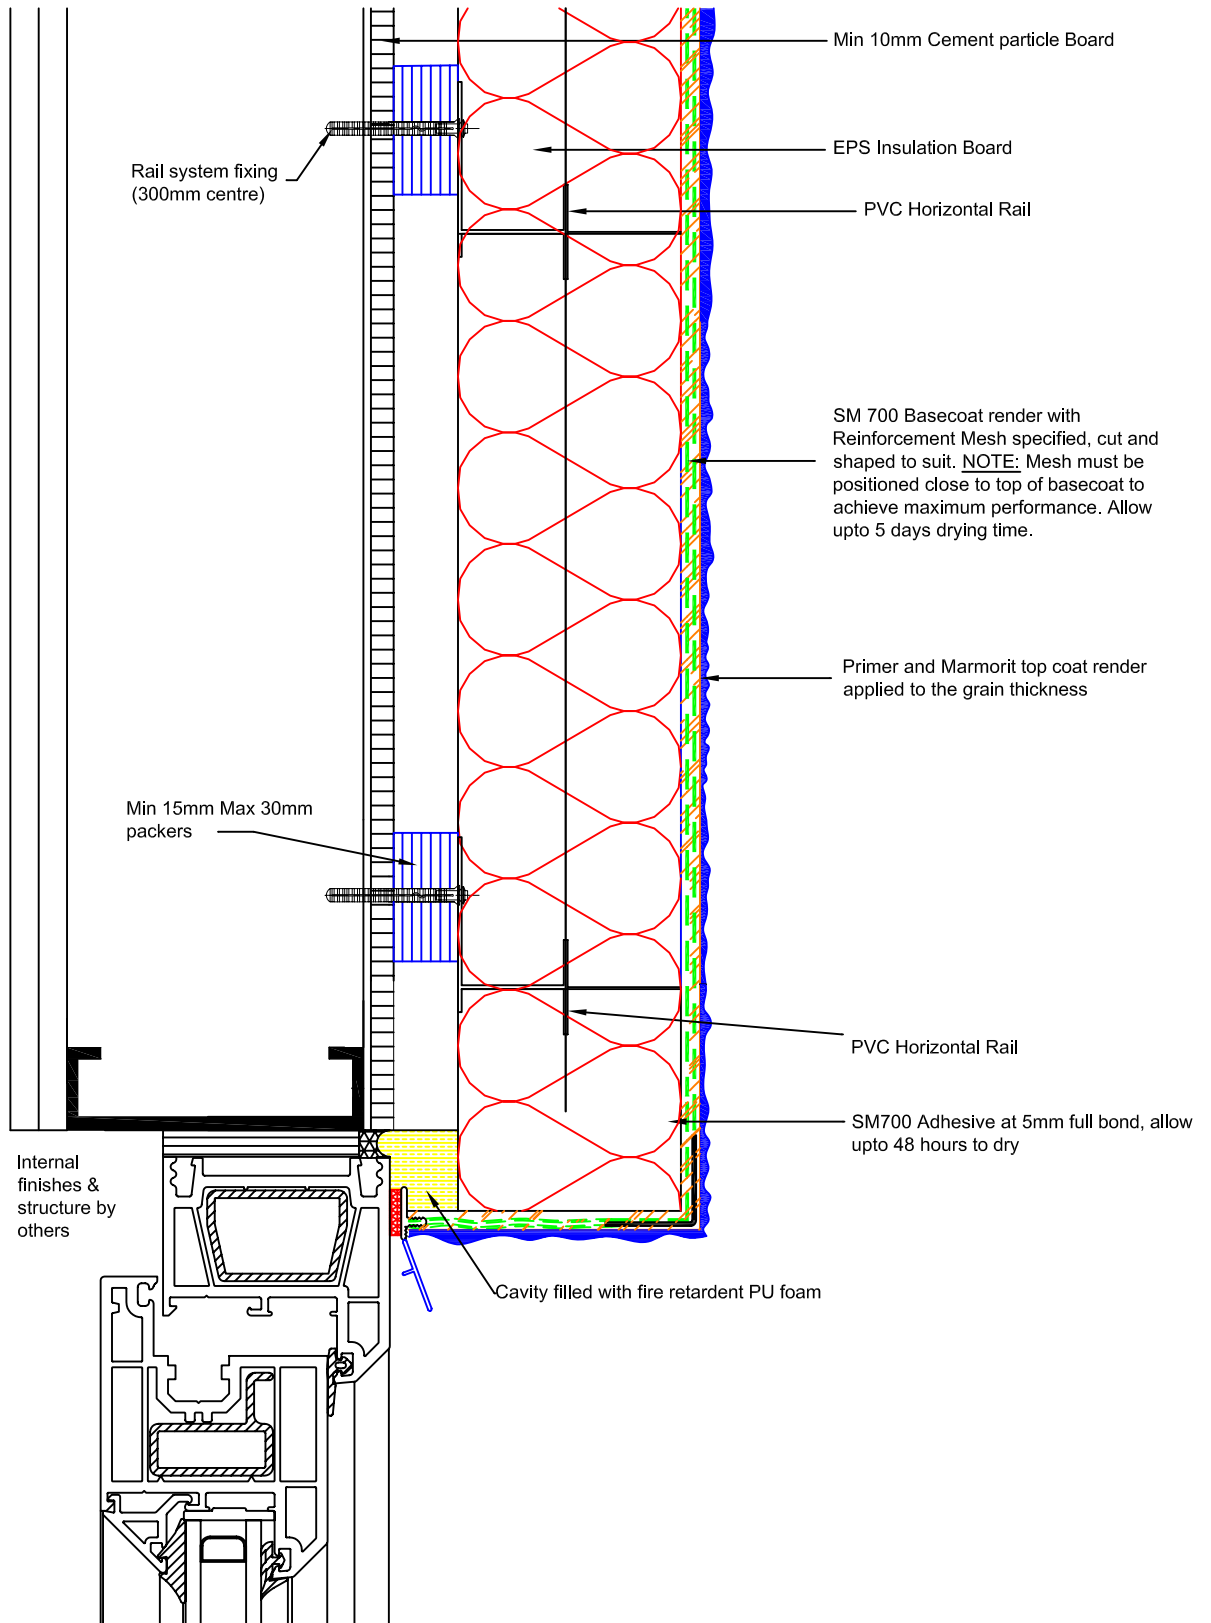 Min 10mm Cement particle Board
EPS Insulation Board
Rail system fixing
(300mm centre)
PVC Horizontal Rail
SM 700 Basecoat render with
Reinforcement Mesh specified, cut and
shaped to suit. NOTE: Mesh must be
positioned close to top of basecoat to
achieve maximum performance. Allow
upto 5 days drying time.
Primer and Marmorit top coat render
applied to the grain thickness
Min 15mm Max 30mm
packers
PVC Horizontal Rail
SM700 Adhesive at 5mm full bond, allow
upto 48 hours to dry
Internal
finishes &
structure by
others
Cavity filled with fire retardent PU foam